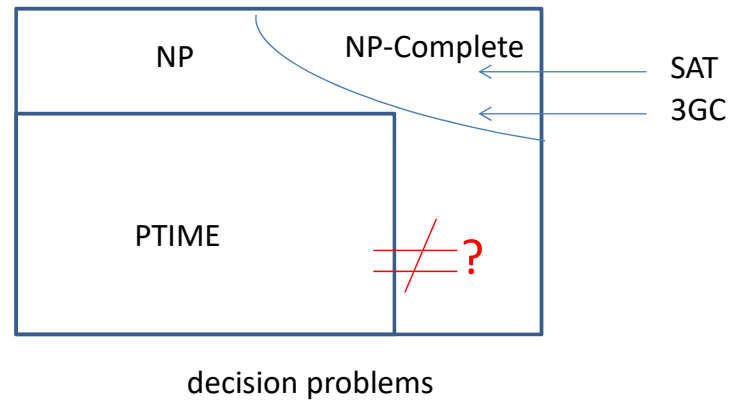 NP
NP-Complete
SAT
3GC
PTIME
≠ ?
decision problems